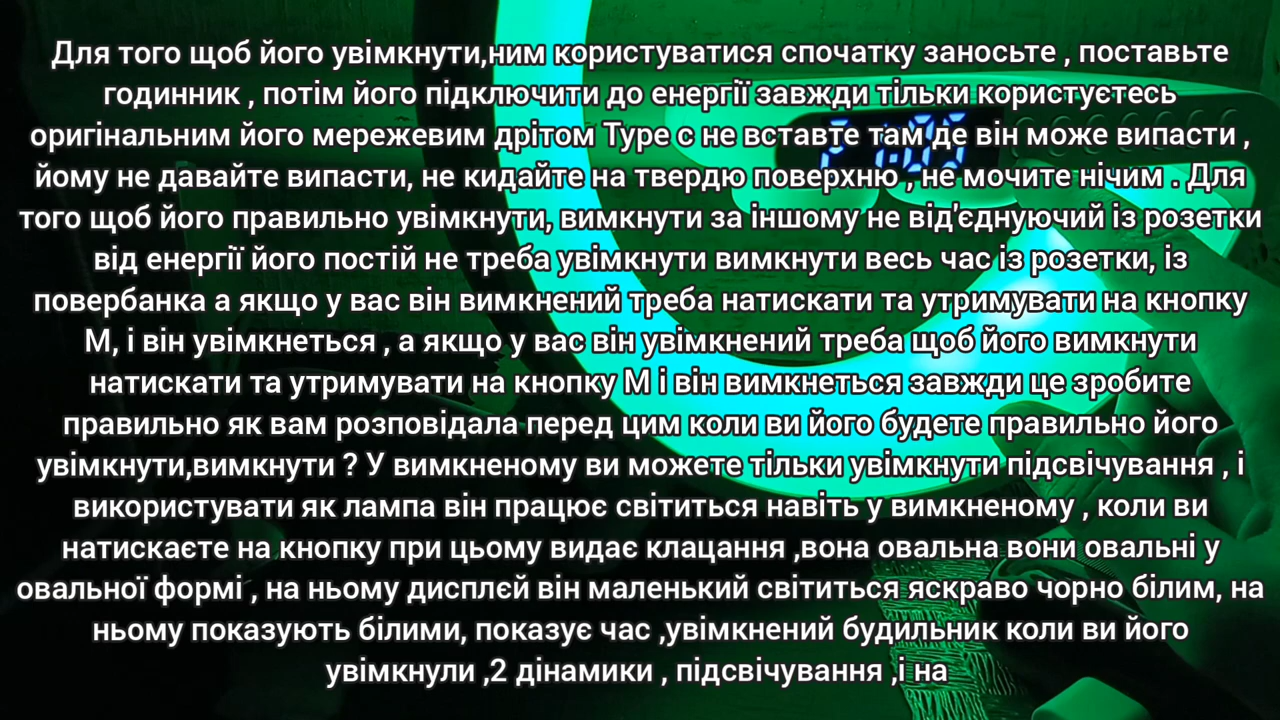 Для того щоб його увімкнути,ним користуватися спочатку заносьте , поставьте
годинник , потім його підключити до енергії завжди тільки користуєтесь
оригінальним його мережевим дрітом Type c не вставте там де він може випасти ,
йому не давайте випасти, не кидайте на твердю поверхню , не мочите нічим . Для
того щоб його правильно увімкнути, вимкнути за іншому не від'єднуючий із розетки
від енергії його постій не треба увімкнути вимкнути весь час із розетки, із
повербанка а якщо у вас він вимкнений треба натискати та утримувати на кнопку
М, і він увімкнеться , а якщо у вас він увімкнений треба щоб його вимкнути
натискати та утримувати на кнопку М і він вимкнеться завжди це зробите
правильно як вам розповідала перед цим коли ви його будете правильно його
увімкнути,вимкнути ? У вимкненому ви можете тільки увімкнути підсвічування , і
використувати як лампа він працює світиться навіть у вимкненому , коли ви
натискаєте на кнопку при цьому видає клацання ,вона овальна вони овальні у
овальної формі , на ньому дисплєй він маленький світиться яскраво чорно білим, на
ньому показують білими, показує час ,увімкнений будильник коли ви його
увімкнули ,2 дінамики , підсвічування ,і на